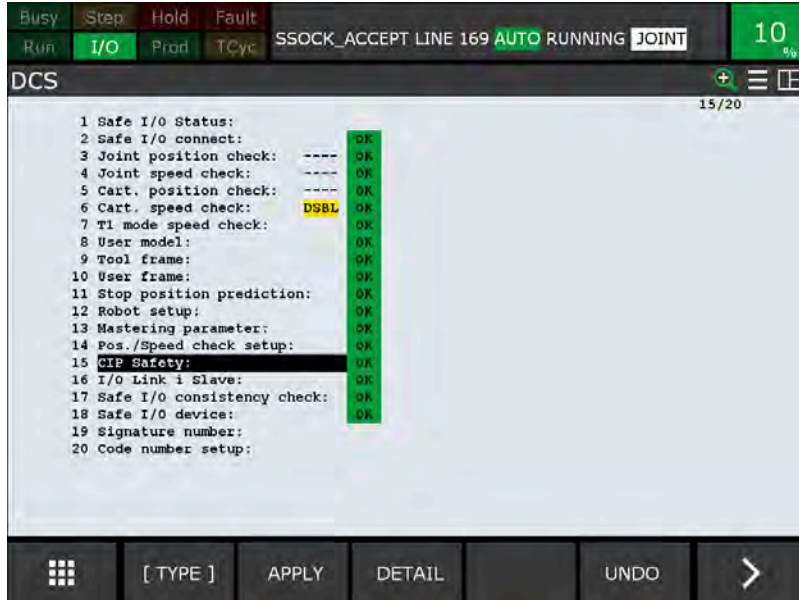 Busy Step Hold Fault
Run I/O Prod TCyc
SSOCK_ACCEPT LINE 169 AUTO RUNNING JOINT
10 %
DCS
15/20
1 Safe I/O Status:
2 Safe I/O connect: OK
3 Joint position check: ---- OK
4 Joint speed check: ---- OK
5 Cart. position check: ---- OK
6 Cart. speed check: DSBL OK
7 T1 mode speed check: OK
8 User model: OK
9 Tool frame: OK
10 User frame: OK
11 Stop position prediction: OK
12 Robot setup: OK
13 Mastering parameter: OK
14 Pos./Speed check setup: OK
15 CIP Safety: OK
16 I/O Link i Slave: OK
17 Safe I/O consistency check: OK
18 Safe I/O device: OK
19 Signature number:
20 Code number setup:
[ TYPE ] APPLY DETAIL UNDO >